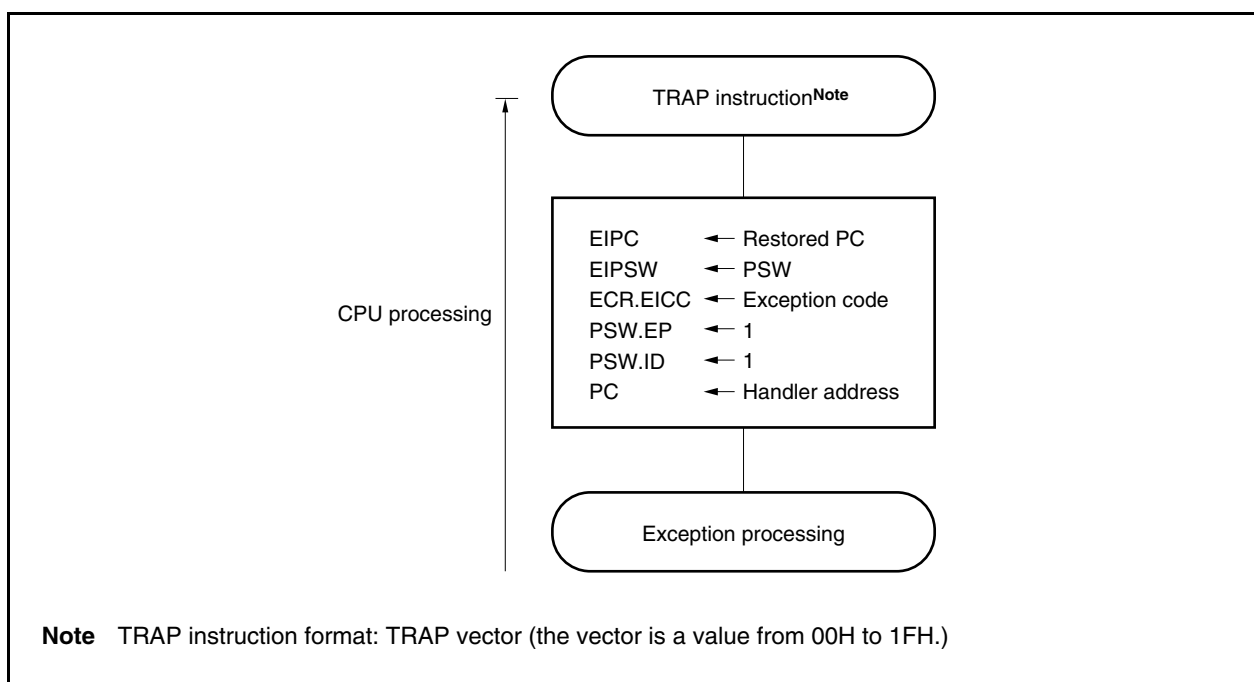 TRAP instructionNote
CPU processing
EIPC ← Restored PC
EIPSW ← PSW
ECR.EICC ← Exception code
PSW.EP ← 1
PSW.ID ← 1
PC ← Handler address
Exception processing
Note TRAP instruction format: TRAP vector (the vector is a value from 00H to 1FH.)